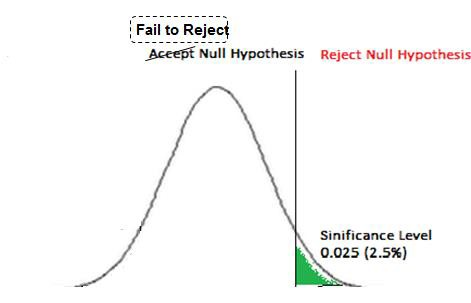 Fail to Reject
Accept Null Hypothesis
Reject Null Hypothesis
Sinificance Level
0.025 (2.5%)